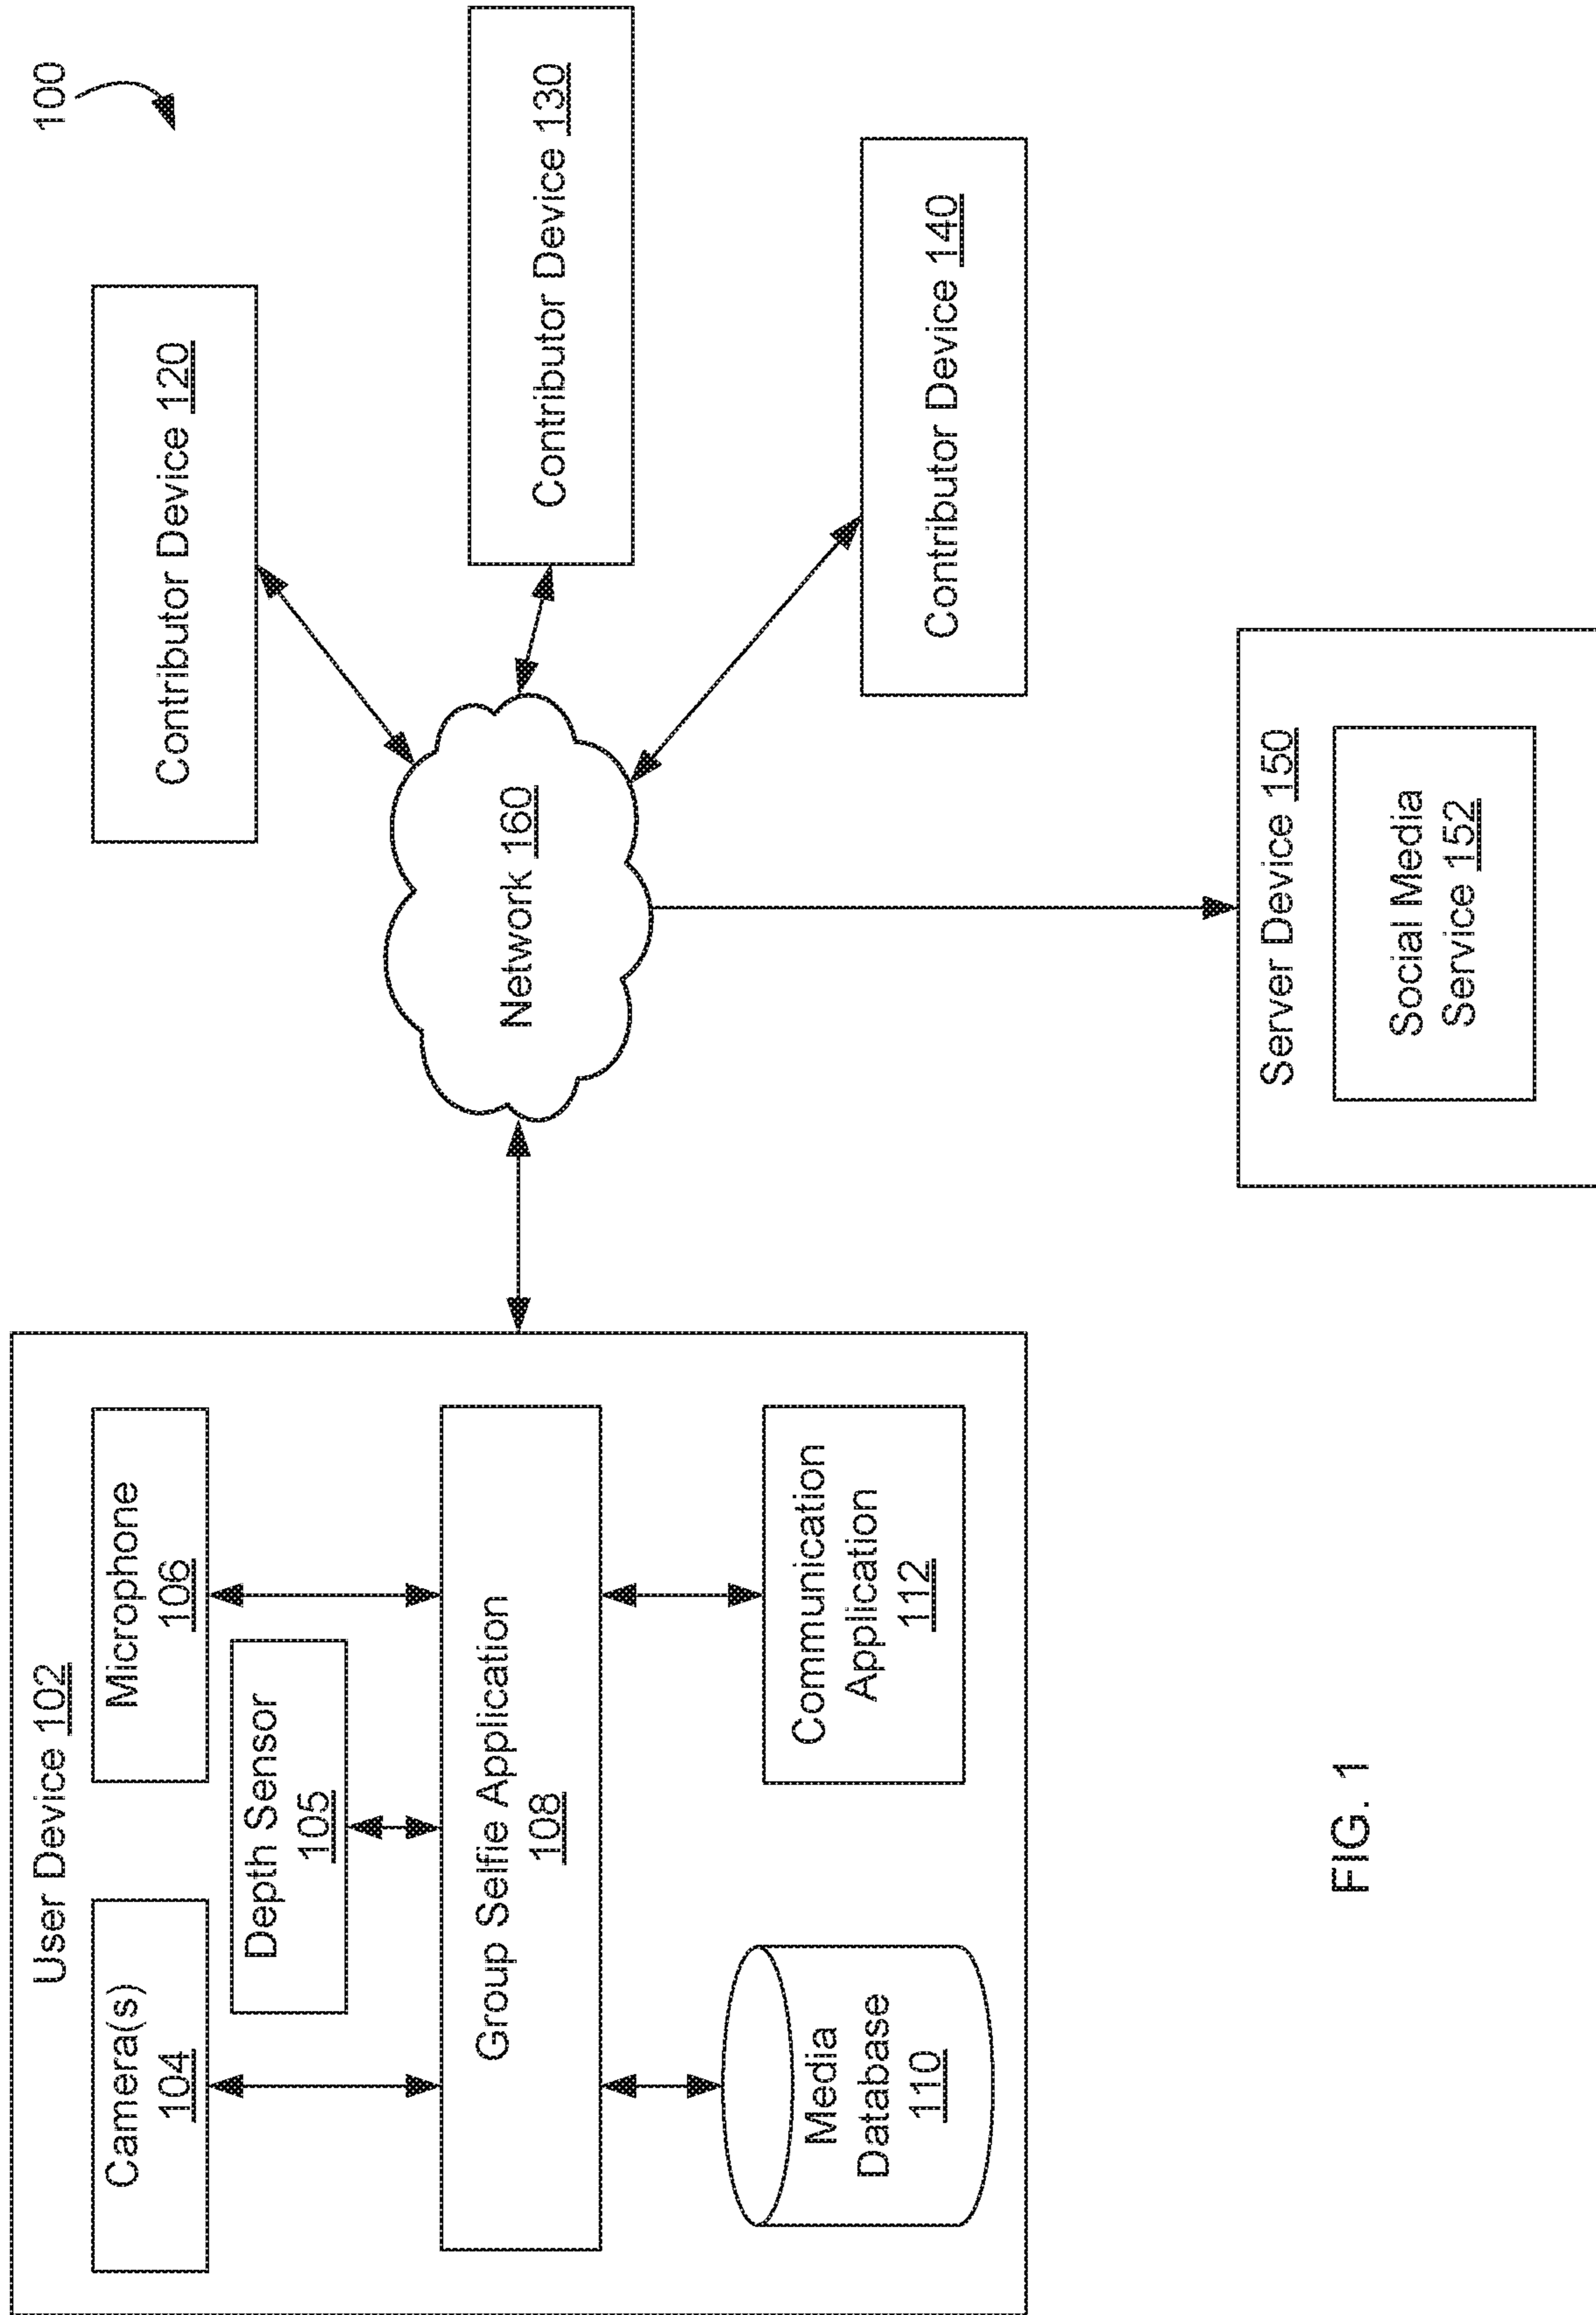 100
User Device 102
Camera(s)
104
Depth Sensor
105
Microphone
106
Group Selfie Application
108
Media
Database
110
Communication
Application
112
Network 160
Contributor Device 120
Contributor Device 130
Contributor Device 140
Server Device 150
Social Media
Service 152
FIG. 1